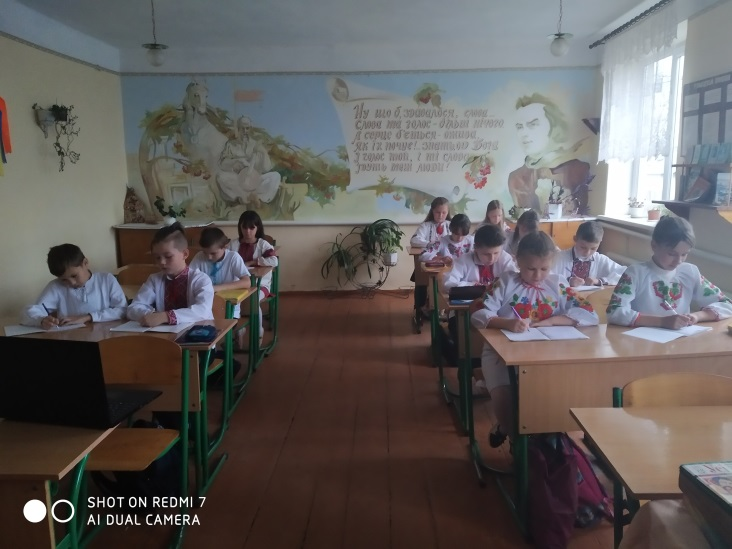 Ну що б, здавалося, слова...
Слова та голос - більш нічого
А серце б'ється - ожива,
Як їх почує!.. Знать, од Бога
І голос той, і ті слова
Ідуть меж люди!
SHOT ON REDMI 7
AI DUAL CAMERA